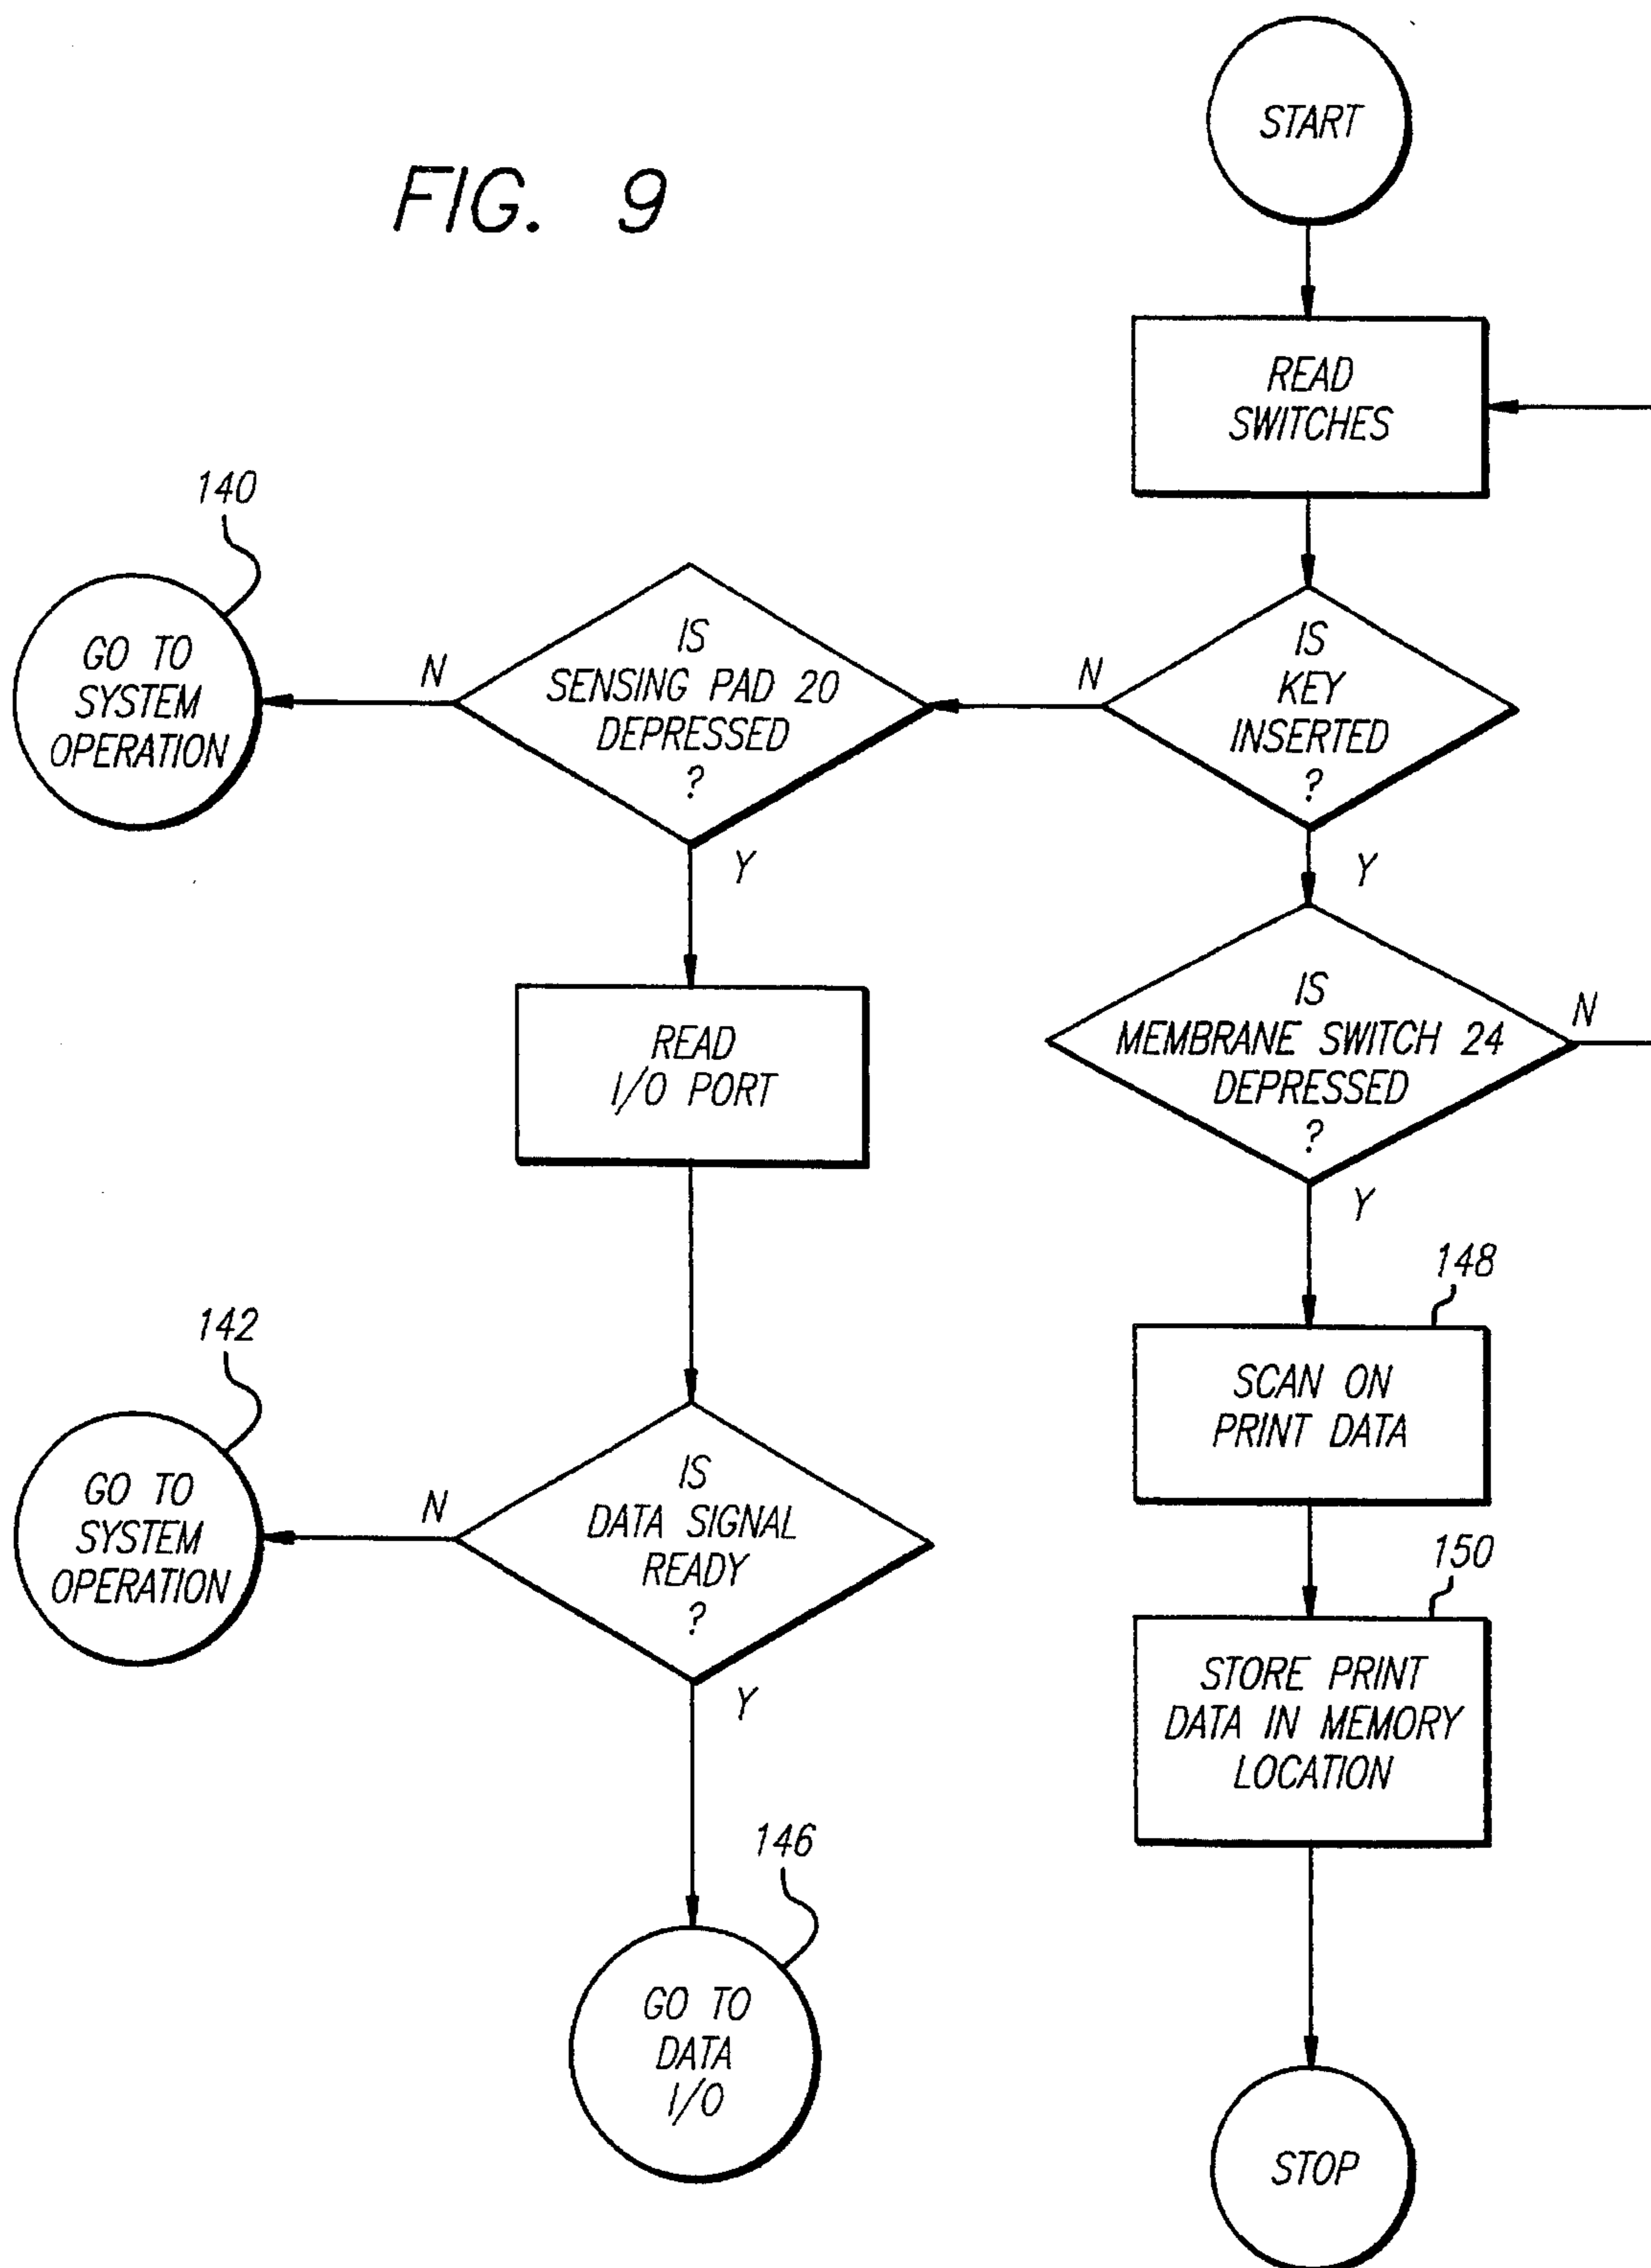 FIG. 9
START
READ
SWITCHES
140
GO TO
SYSTEM
OPERATION
N
IS
SENSING PAD 20
DEPRESSED
?
N
IS
KEY
INSERTED
?
Y
Y
READ
I/O PORT
IS
MEMBRANE SWITCH 24
DEPRESSED
?
N
Y
142
GO TO
SYSTEM
OPERATION
N
IS
DATA SIGNAL
READY
?
Y
148
SCAN ON
PRINT DATA
150
STORE PRINT
DATA IN MEMORY
LOCATION
146
GO TO
DATA
I/O
STOP